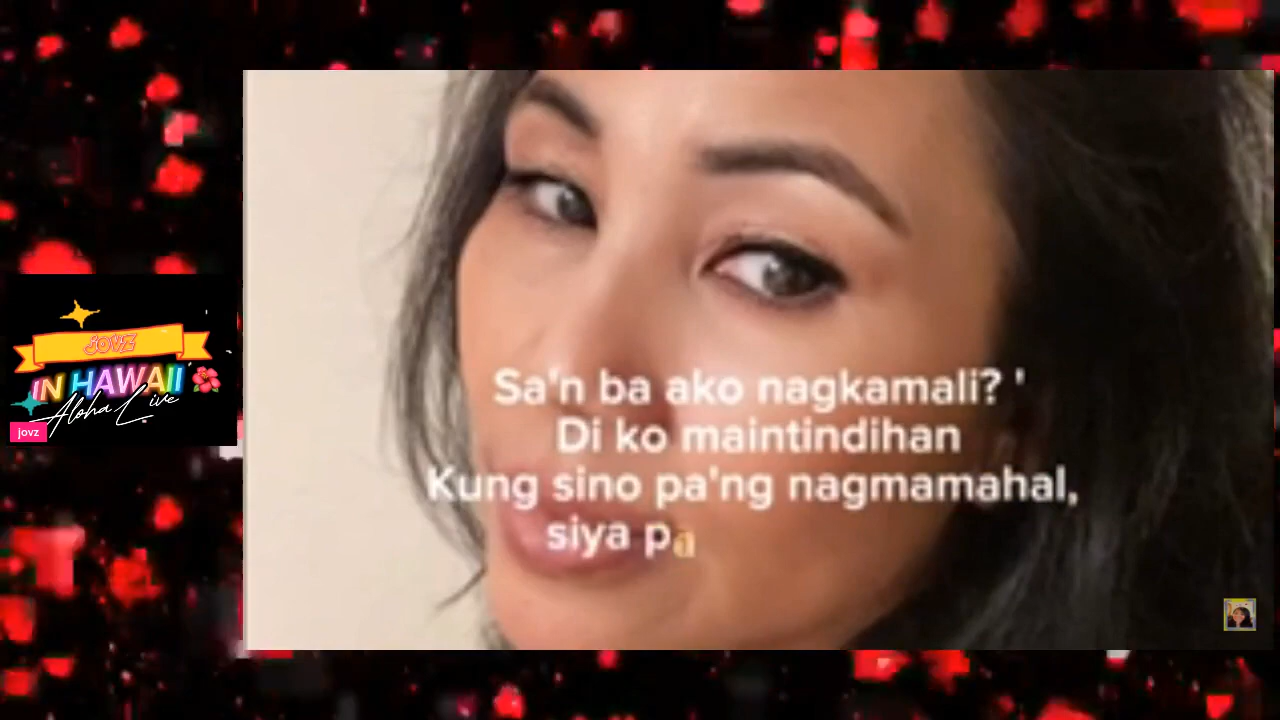 JOVZ
IN HAWAII
Aloha Live
jovz
Sa'n ba ako nagkamali? '
Di ko maintindihan
Kung sino pa'ng nagmamahal,
siya pa